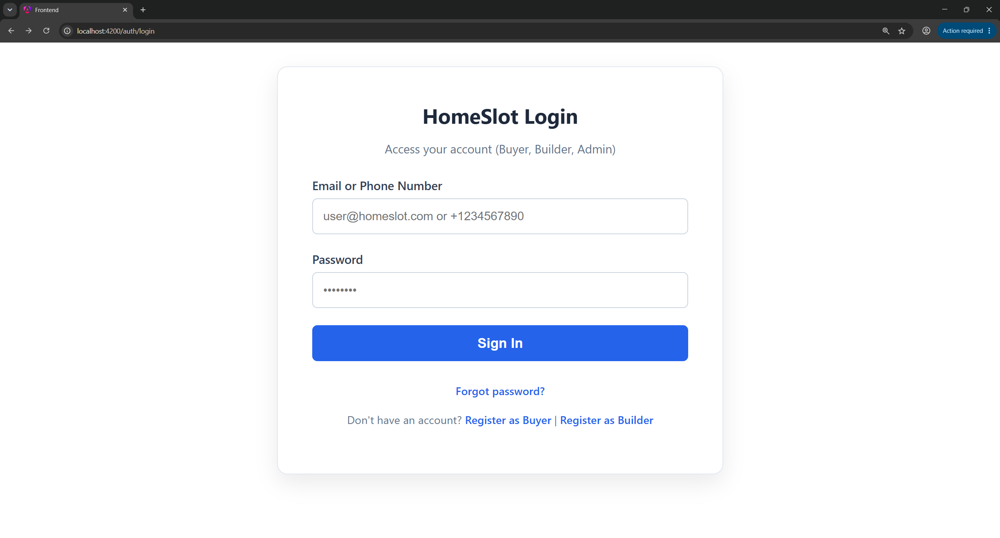 Frontend
localhost:4200/auth/login
Action required
HomeSlot Login
Access your account (Buyer, Builder, Admin)
Email or Phone Number
user@homeslot.com or +1234567890
Password
••••••••
Sign In
Forgot password?
Don't have an account? Register as Buyer | Register as Builder